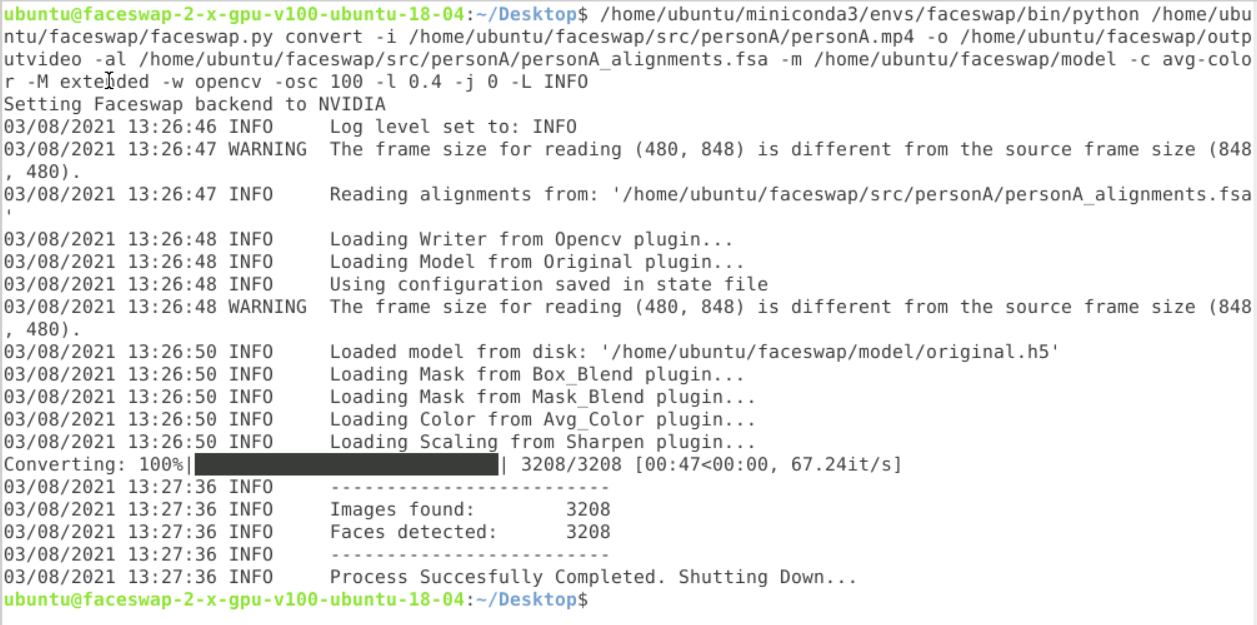 ubuntu@faceswap-2-x-gpu-v100-ubuntu-18-04:~/Desktop$ /home/ubuntu/miniconda3/envs/faceswap/bin/python /home/ubu
ntu/faceswap/faceswap.py convert -i /home/ubuntu/faceswap/src/personA/personA.mp4 -o /home/ubuntu/faceswap/outp
utvideo -al /home/ubuntu/faceswap/src/personA/personA_alignments.fsa -m /home/ubuntu/faceswap/model -c avg-colo
r -M extended -w opencv -osc 100 -l 0.4 -j 0 -L INFO
Setting Faceswap backend to NVIDIA
03/08/2021 13:26:46 INFO     Log level set to: INFO
03/08/2021 13:26:47 WARNING  The frame size for reading (480, 848) is different from the source frame size (848
, 480).
03/08/2021 13:26:47 INFO     Reading alignments from: '/home/ubuntu/faceswap/src/personA/personA_alignments.fsa
'
03/08/2021 13:26:48 INFO     Loading Writer from Opencv plugin...
03/08/2021 13:26:48 INFO     Loading Model from Original plugin...
03/08/2021 13:26:48 INFO     Using configuration saved in state file
03/08/2021 13:26:48 WARNING  The frame size for reading (480, 848) is different from the source frame size (848
, 480).
03/08/2021 13:26:50 INFO     Loaded model from disk: '/home/ubuntu/faceswap/model/original.h5'
03/08/2021 13:26:50 INFO     Loading Mask from Box_Blend plugin...
03/08/2021 13:26:50 INFO     Loading Mask from Mask_Blend plugin...
03/08/2021 13:26:50 INFO     Loading Color from Avg_Color plugin...
03/08/2021 13:26:50 INFO     Loading Scaling from Sharpen plugin...
Converting: 100%|███████████████████████████| 3208/3208 [00:47<00:00, 67.24it/s]
03/08/2021 13:27:36 INFO     -------------------------
03/08/2021 13:27:36 INFO     Images found:        3208
03/08/2021 13:27:36 INFO     Faces detected:      3208
03/08/2021 13:27:36 INFO     -------------------------
03/08/2021 13:27:36 INFO     Process Succesfully Completed. Shutting Down...
ubuntu@faceswap-2-x-gpu-v100-ubuntu-18-04:~/Desktop$